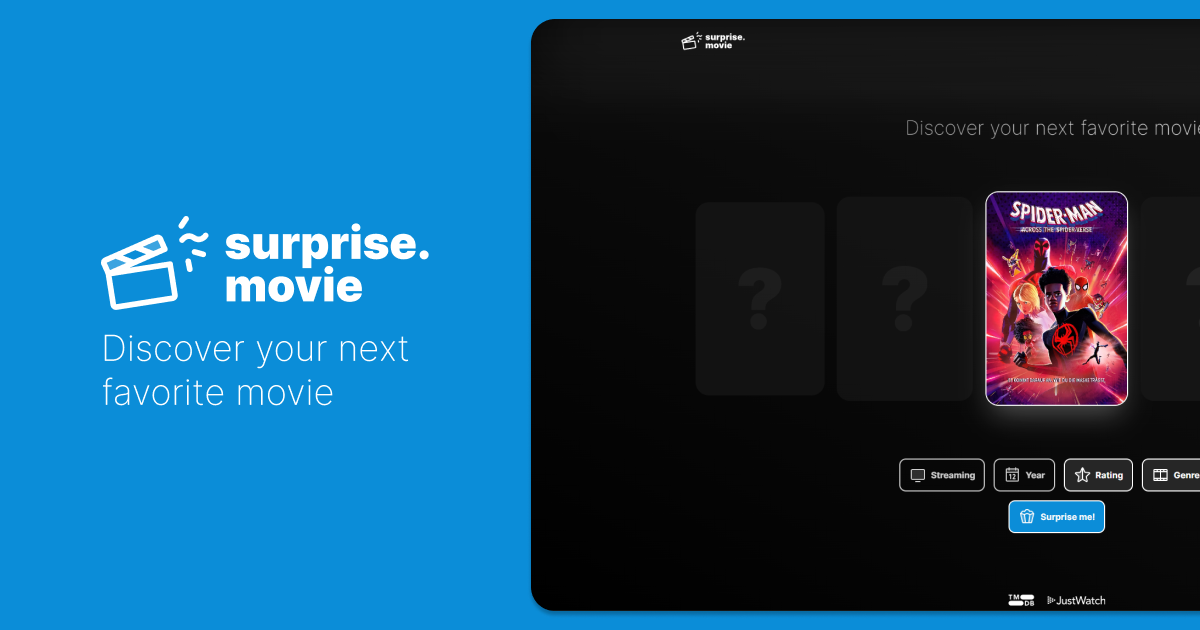 surprise.
movie
Discover your next
favorite movie
surprise.
movie
Discover your next favorite movie
? ? ?
SPIDER-MAN
ACROSS THE SPIDER-VERSE
Streaming
12 Year
Rating
Genre
Surprise me!
TM
DB
JustWatch